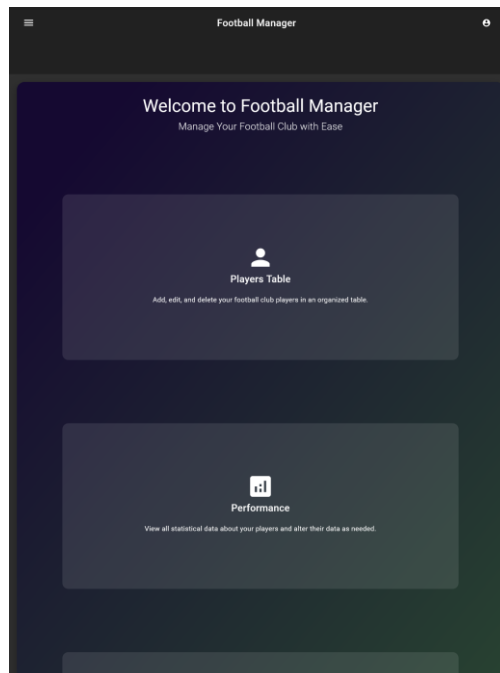 Football Manager
Welcome to Football Manager
Manage Your Football Club with Ease
Players Table
Add, edit, and delete your football club players in an organized table.
Performance
View all statistical data about your players and alter their data as needed.